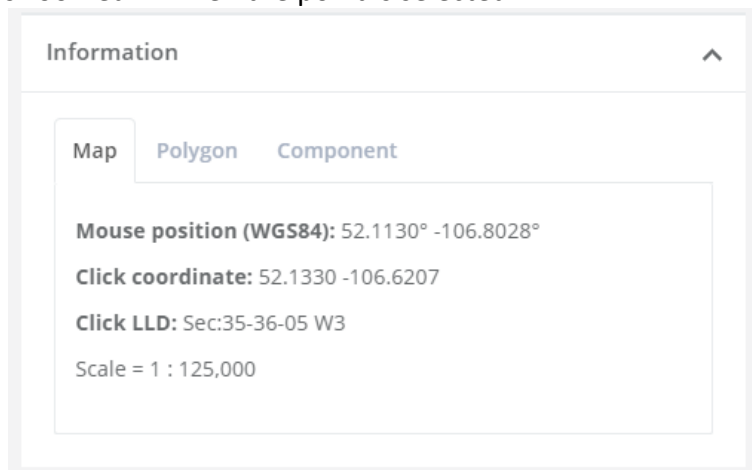 Information
Map Polygon Component
Mouse position (WGS84): 52.1130° -106.8028°
Click coordinate: 52.1330 -106.6207
Click LLD: Sec:35-36-05 W3
Scale = 1 : 125,000